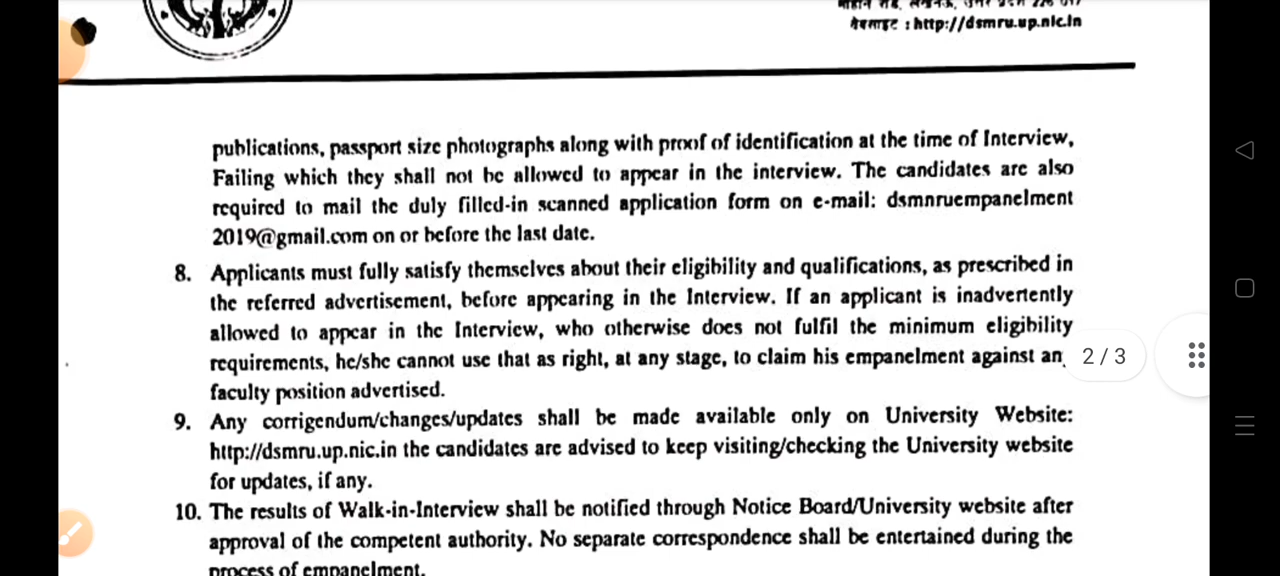 वेबसाइट : http://dsmru.up.nic.in
publications, passport size photographs along with proof of identification at the time of Interview,
Failing which they shall not be allowed to appear in the interview. The candidates are also
required to mail the duly filled-in scanned application form on e-mail: dsmnruempanelment
2019@gmail.com on or before the last date.
8. Applicants must fully satisfy themselves about their eligibility and qualifications, as prescribed in
the referred advertisement, before appearing in the Interview. If an applicant is inadvertently
allowed to appear in the Interview, who otherwise does not fulfil the minimum eligibility
requirements, he/she cannot use that as right, at any stage, to claim his empanelment against
faculty position advertised.
2 / 3
9. Any corrigendum/changes/updates shall be made available only on University Website:
http://dsmru.up.nic.in the candidates are advised to keep visiting/checking the University website
for updates, if any.
10. The results of Walk-in-Interview shall be notified through Notice Board/University website after
approval of the competent authority. No separate correspondence shall be entertained during the
process of empanelment.